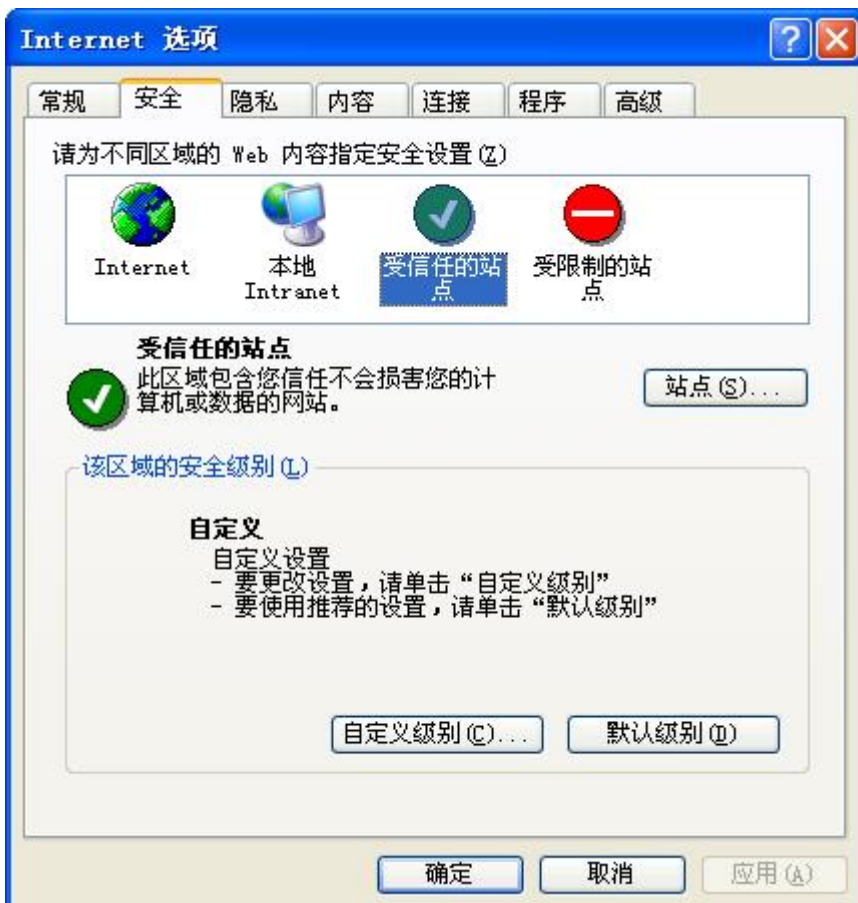 Internet 选项
常规 安全 隐私 内容 连接 程序 高级
请为不同区域的 Web 内容指定安全设置(Z)
Internet
本地
Intranet
受信任的站
点
受限制的站
点
受信任的站点
此区域包含您信任不会损害您的计
算机或数据的网站。
站点(S)...
该区域的安全级别(L)
自定义
自定义设置
- 要更改设置，请单击“自定义级别”
- 要使用推荐的设置，请单击“默认级别”
自定义级别(C)... 默认级别(D)
确定 取消 应用(A)